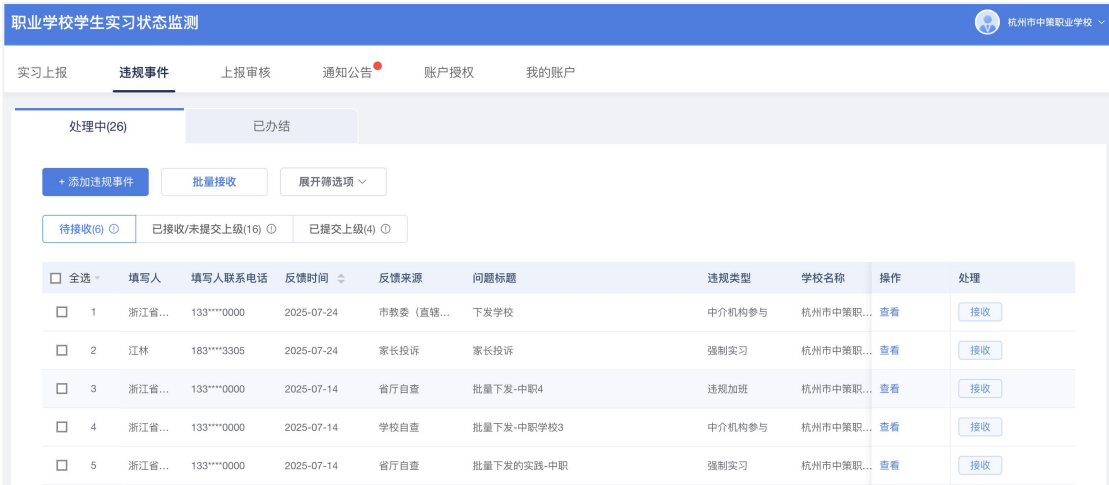 职业学校学生实习状态监测
杭州市中策职业学校
实习上报 违规事件 上报审核 通知公告 账户授权 我的账户
处理中(26) 已办结
+ 添加违规事件 批量接收 展开筛选项
待接收(6) 已接收/未提交上级(16) 已提交上级(4)
全选 填写人 填写人联系电话 反馈时间 反馈来源 问题标题 违规类型 学校名称 操作 处理
1 浙江省... 133****0000 2025-07-24 市教委（直辖... 下发学校 中介机构参与 杭州市中策职... 查看 接收
2 江林 183****3305 2025-07-24 家长投诉 家长投诉 强制实习 杭州市中策职... 查看 接收
3 浙江省... 133****0000 2025-07-14 省厅自查 批量下发-中职4 违规加班 杭州市中策职... 查看 接收
4 浙江省... 133****0000 2025-07-14 学校自查 批量下发-中职学校3 中介机构参与 杭州市中策职... 查看 接收
5 浙江省... 133****0000 2025-07-14 省厅自查 批量下发的实践-中职 强制实习 杭州市中策职... 查看 接收